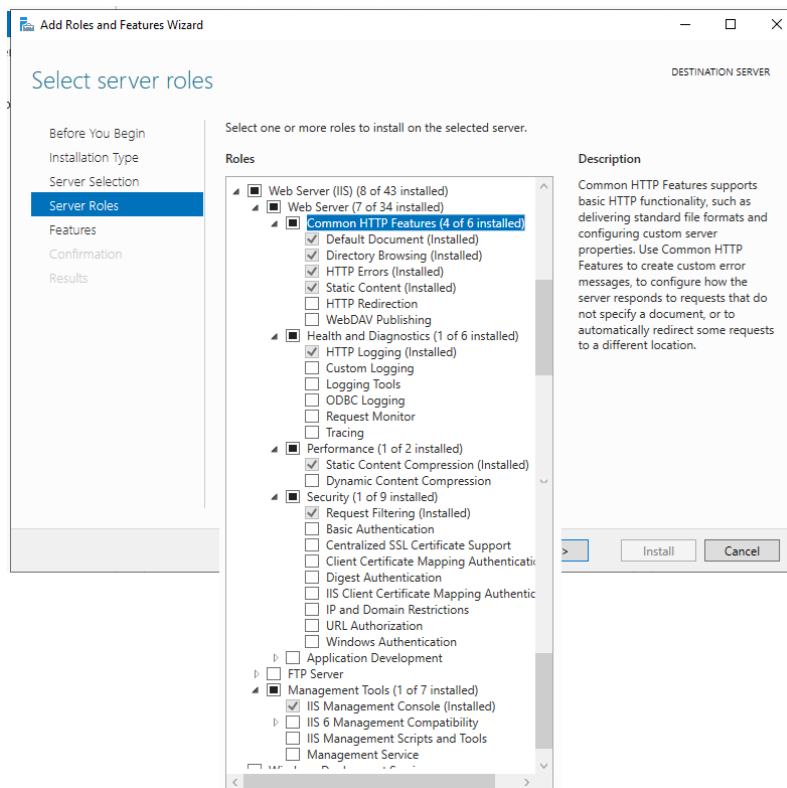 Add Roles and Features Wizard
Select server roles
DESTINATION SERVER
Before You Begin
Installation Type
Server Selection
Server Roles
Features
Confirmation
Results
Select one or more roles to install on the selected server.
Roles
Web Server (IIS) (8 of 43 installed)
Web Server (7 of 34 installed)
Common HTTP Features (4 of 6 installed)
Default Document (Installed)
Directory Browsing (Installed)
HTTP Errors (Installed)
Static Content (Installed)
HTTP Redirection
WebDAV Publishing
Health and Diagnostics (1 of 6 installed)
HTTP Logging (Installed)
Custom Logging
Logging Tools
ODBC Logging
Request Monitor
Tracing
Performance (1 of 2 installed)
Static Content Compression (Installed)
Dynamic Content Compression
Security (1 of 9 installed)
Request Filtering (Installed)
Basic Authentication
Centralized SSL Certificate Support
Client Certificate Mapping Authenticatic
Digest Authentication
IIS Client Certificate Mapping Authentic
IP and Domain Restrictions
URL Authorization
Windows Authentication
Application Development
FTP Server
Management Tools (1 of 7 installed)
IIS Management Console (Installed)
IIS 6 Management Compatibility
IIS Management Scripts and Tools
Management Service
Description
Common HTTP Features supports
basic HTTP functionality, such as
delivering standard file formats and
configuring custom server
properties. Use Common HTTP
Features to create custom error
messages, to configure how the
server responds to requests that do
not specify a document, or to
automatically redirect some requests
to a different location.
>
Install
Cancel